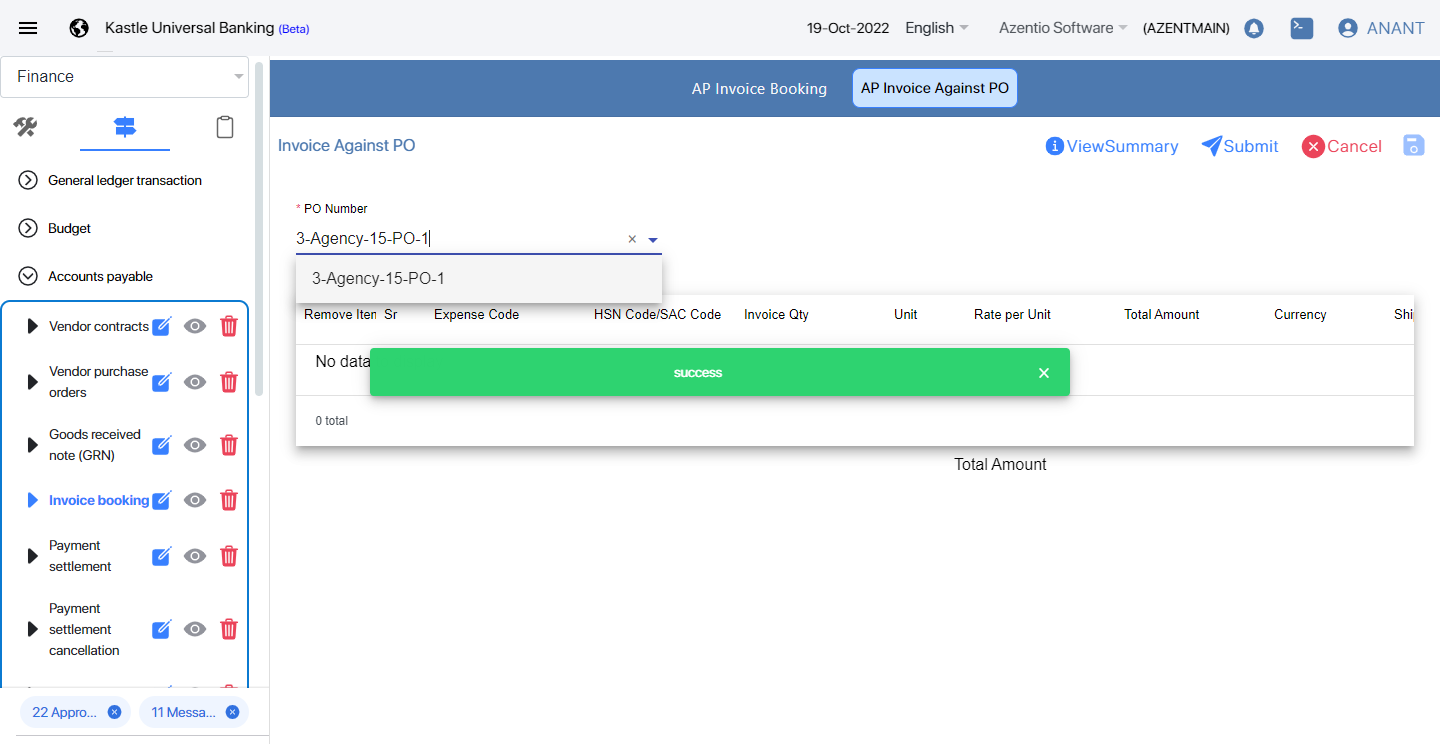 Kastle Universal Banking (Beta)
19-Oct-2022
English
Azentio Software
(AZENTMAIN)
ANANT
Finance
AP Invoice Booking
AP Invoice Against PO
Invoice Against PO
ViewSummary
Submit
Cancel
General ledger transaction
Budget
Accounts payable
Vendor contracts
Vendor purchase
orders
Goods received
note (GRN)
Invoice booking
Payment
settlement
Payment
settlement
cancellation
22 Appro...
11 Messa...
* PO Number
3-Agency-15-PO-1
3-Agency-15-PO-1
Remove Item Sr Expense Code HSN Code/SAC Code Invoice Qty Unit Rate per Unit Total Amount Currency Shi
No data
success
0 total
Total Amount